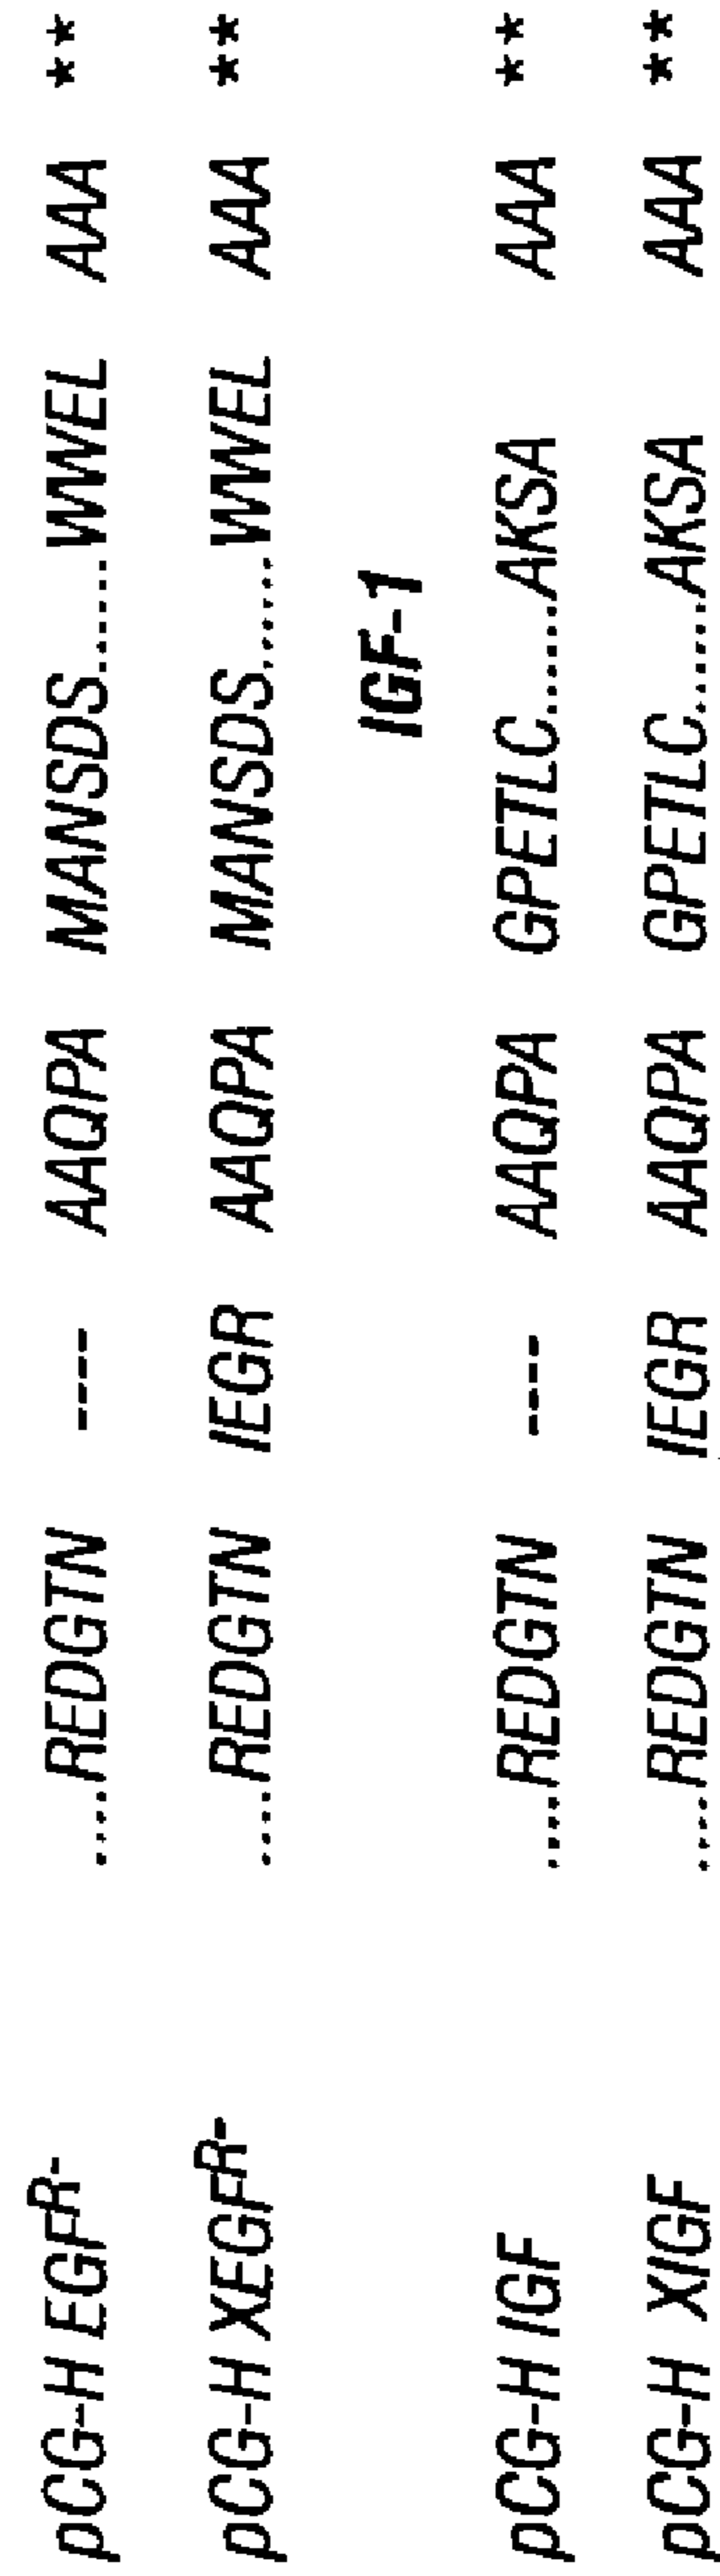 pCG-H EGFR- ....REDGTN ---- AAQPA MANSDS......WWEL AAA **
pCG-H XEGFR- ....REDGTN IEGR AAQPA MANSDS......WWEL AAA **
IGF-1
pCG-H IGF ....REDGTN ---- AAQPA GPETLC......AKSA AAA **
pCG-H XIGF ....REDGTN IEGR AAQPA GPETLC......AKSA AAA **